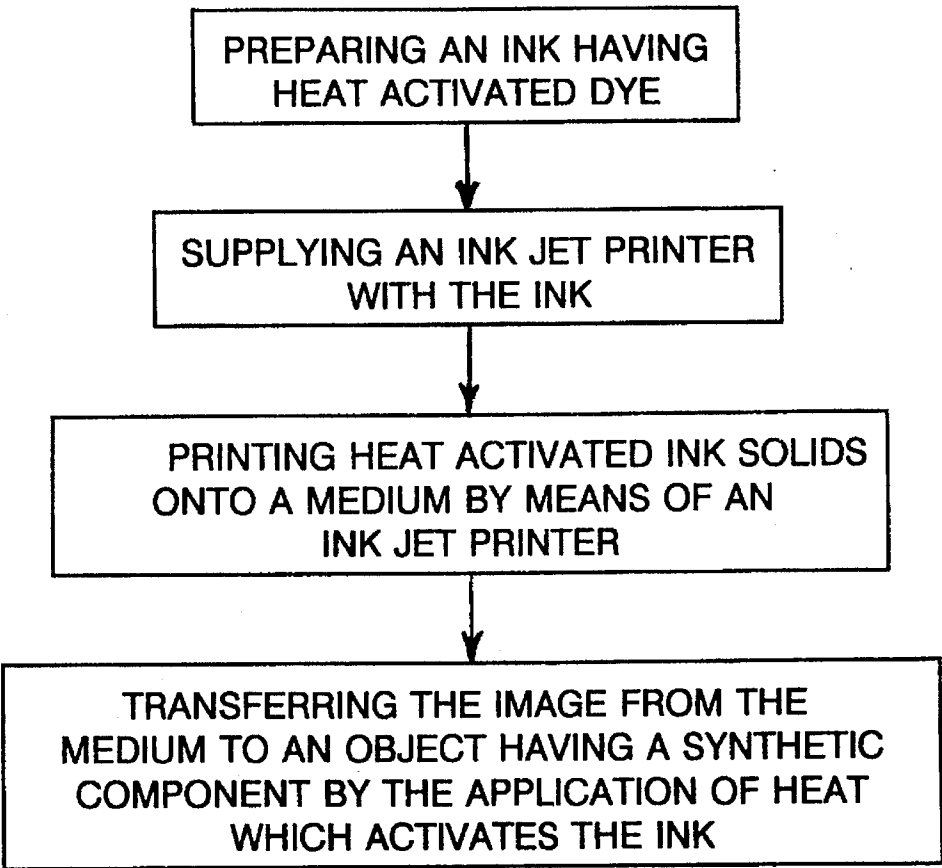 PREPARING AN INK HAVING
HEAT ACTIVATED DYE
SUPPLYING AN INK JET PRINTER
WITH THE INK
PRINTING HEAT ACTIVATED INK SOLIDS
ONTO A MEDIUM BY MEANS OF AN
INK JET PRINTER
TRANSFERRING THE IMAGE FROM THE
MEDIUM TO AN OBJECT HAVING A SYNTHETIC
COMPONENT BY THE APPLICATION OF HEAT
WHICH ACTIVATES THE INK